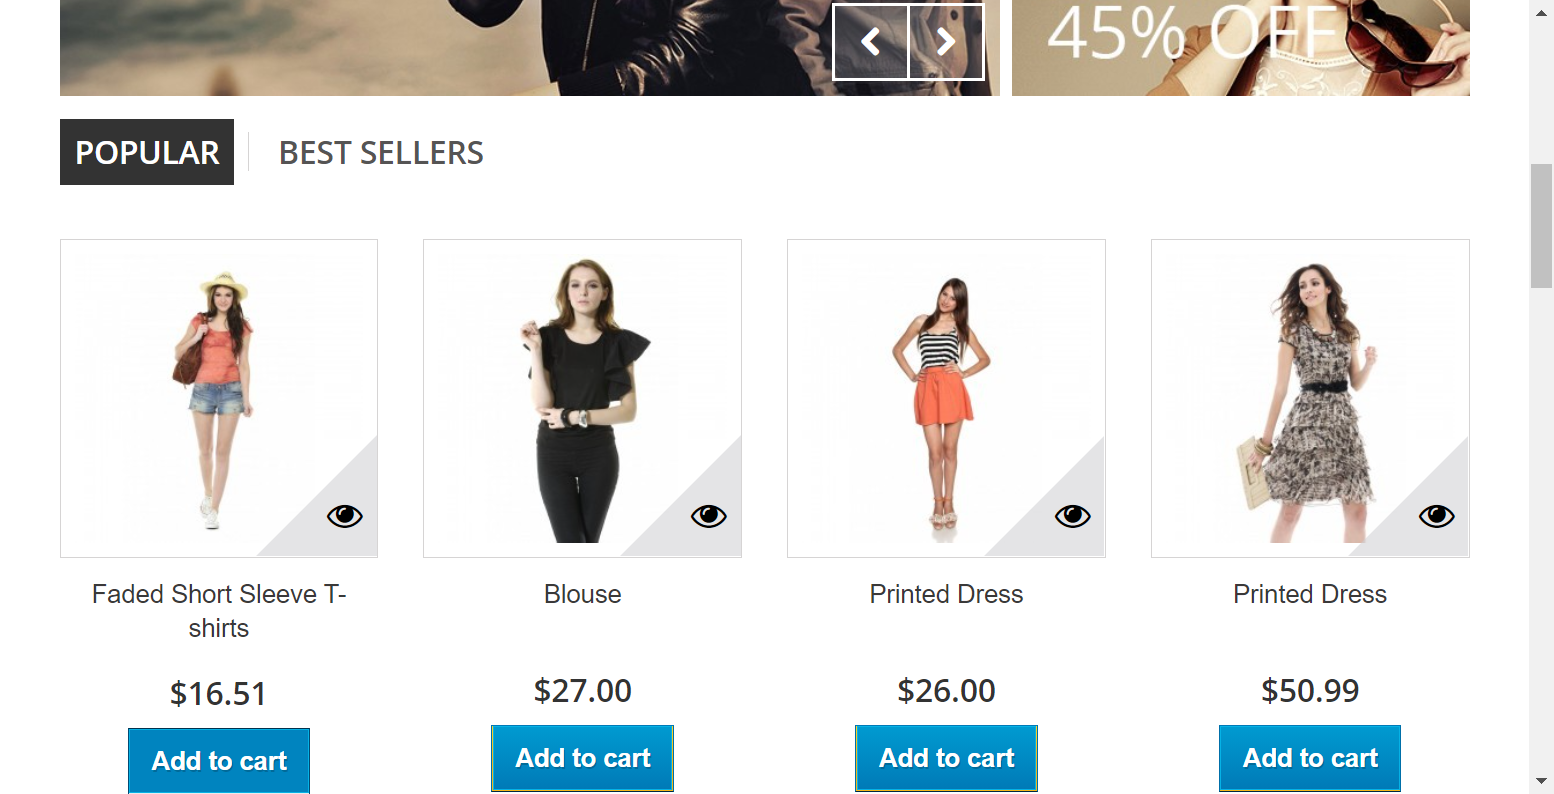 45% OFF
POPULAR
BEST SELLERS
Faded Short Sleeve T-
shirts
Blouse
Printed Dress
Printed Dress
$16.51
$27.00
$26.00
$50.99
Add to cart
Add to cart
Add to cart
Add to cart